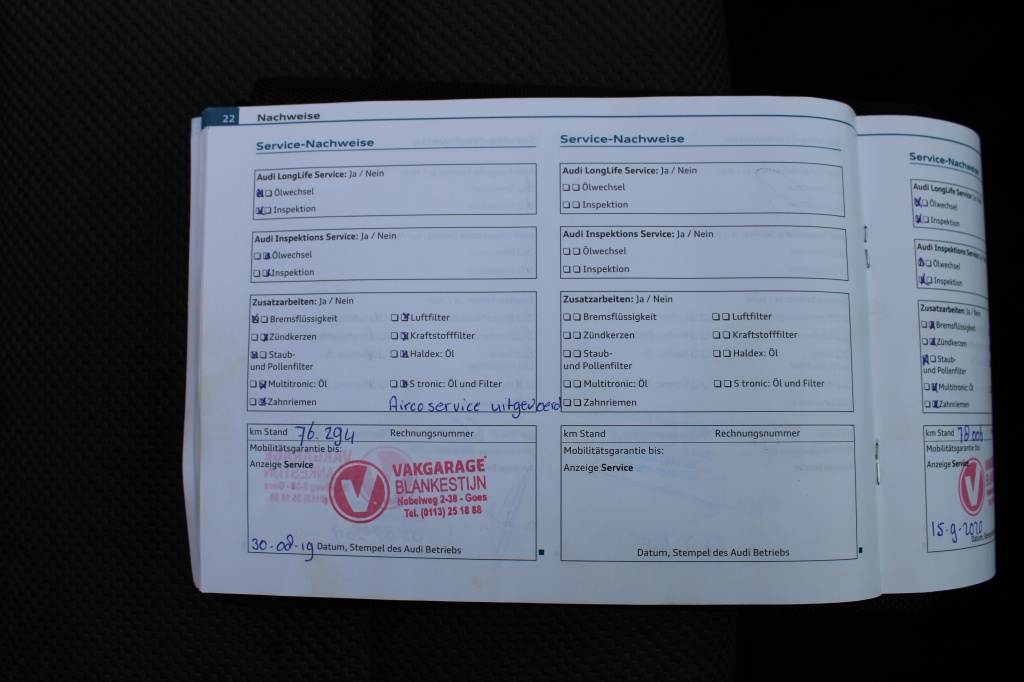 22 Nachweise
Service-Nachweise
Audi LongLife Service: Ja / Nein
Ölwechsel
Inspektion
Audi Inspektions Service: Ja / Nein
Ölwechsel
Inspektion
Zusatzarbeiten: Ja / Nein
Bremsflüssigkeit Luftfilter
Zündkerzen Kraftstofffilter
Staub- Haldex: Öl
und Pollenfilter
Multitronic: Öl S tronic: Öl und Filter
Zahnriemen
Airco service uitgevoerd
km Stand 76.294 Rechnungsnummer
Mobilitätsgarantie bis:
Anzeige Service
VAKGARAGE
BLANKESTIJN
Nobelweg 2-38 - Goes
Tel. (0113) 25 18 88
30-08-19 Datum, Stempel des Audi Betriebs
Service-Nachweise
Audi LongLife Service: Ja / Nein
Ölwechsel
Inspektion
Audi Inspektions Service: Ja / Nein
Ölwechsel
Inspektion
Zusatzarbeiten: Ja / Nein
Bremsflüssigkeit Luftfilter
Zündkerzen Kraftstofffilter
Staub- Haldex: Öl
und Pollenfilter
Multitronic: Öl S tronic: Öl und Filter
Zahnriemen
km Stand Rechnungsnummer
Mobilitätsgarantie bis:
Anzeige Service
Datum, Stempel des Audi Betriebs
Service-Nachweise
Audi LongLife Service: Ja
Ölwechsel
Inspektion
Audi Inspektions Service
Ölwechsel
Inspektion
Zusatzarbeiten: Ja / Nein
Bremsflüssigkeit
Zündkerzen
Staub-
und Pollenfilter
Multitronic: Öl
Zahnriemen
km Stand
Mobilitätsgarantie bis
Anzeige Service
15-9-2020
Datum,